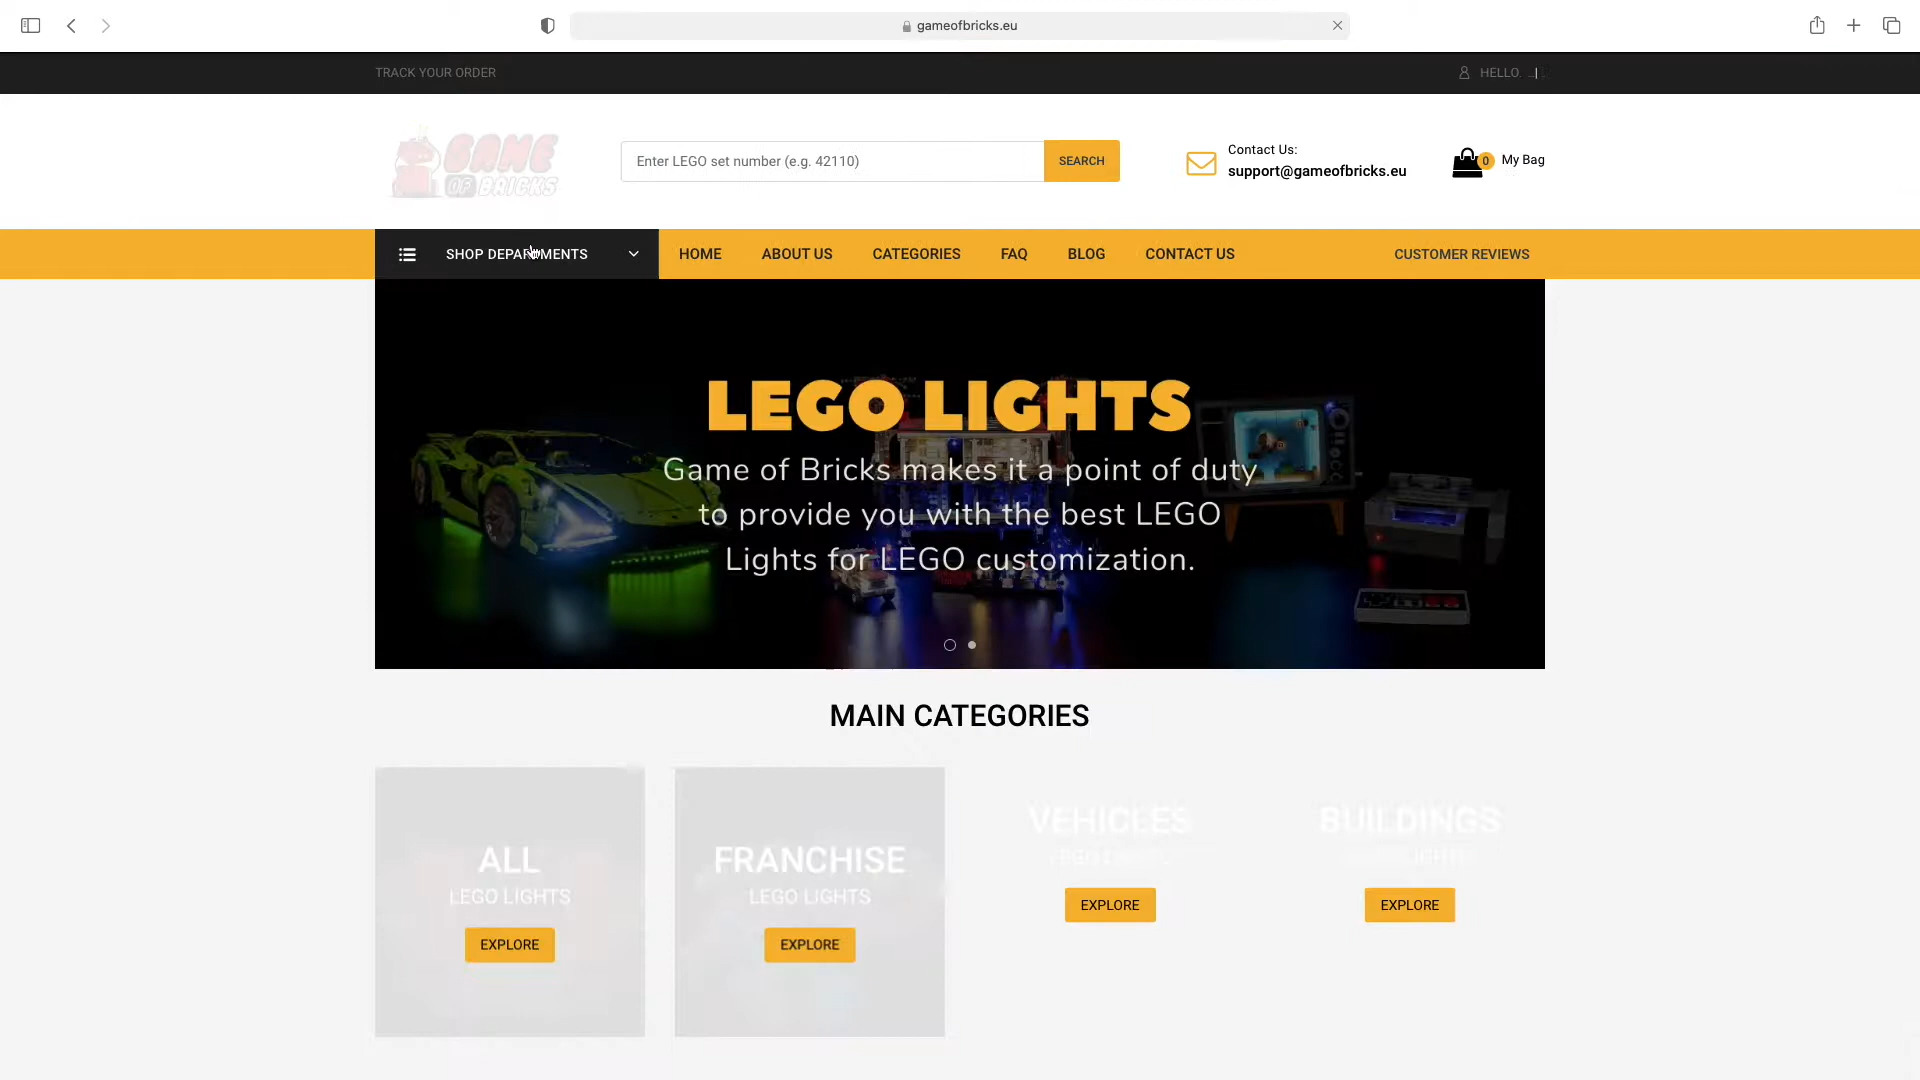 gameofbricks.eu
TRACK YOUR ORDER
HELLO
GAME
OF BRICKS
Enter LEGO set number (e.g. 42110)
SEARCH
Contact Us:
support@gameofbricks.eu
0
My Bag
SHOP DEPARTMENTS
HOME
ABOUT US
CATEGORIES
FAQ
BLOG
CONTACT US
CUSTOMER REVIEWS
LEGO LIGHTS
Game of Bricks makes it a point of duty
to provide you with the best LEGO
Lights for LEGO customization.
MAIN CATEGORIES
ALL
LEGO LIGHTS
EXPLORE
FRANCHISE
LEGO LIGHTS
EXPLORE
VEHICLES
LEGO LIGHTS
EXPLORE
BUILDINGS
LIGHTS
EXPLORE